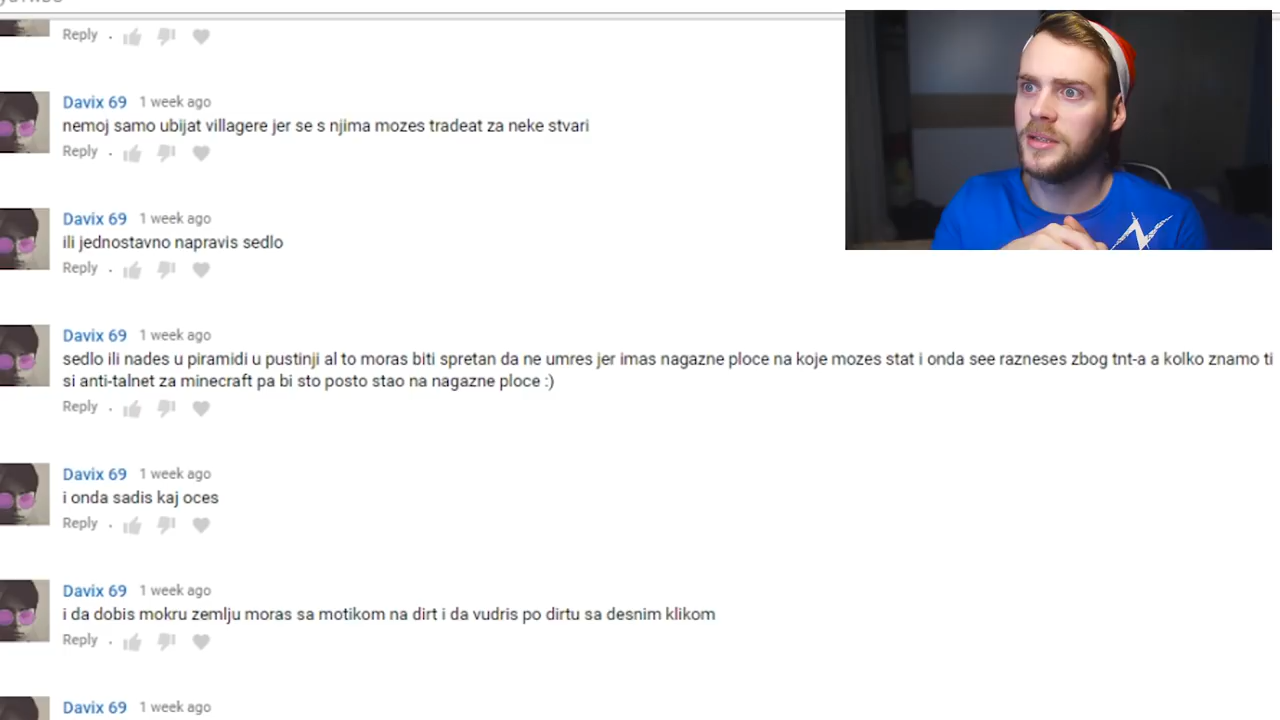 Reply .
Davix 69 1 week ago
nemoj samo ubijat villagere jer se s njima mozes tradeat za neke stvari
Reply .
Davix 69 1 week ago
ili jednostavno napravis sedlo
Reply .
Davix 69 1 week ago
sedlo ili nades u piramidi u pustinji al to moras biti spretan da ne umres jer imas nagazne ploce na koje mozes stat i onda see razneses zbog tnt-a a kolko znamo ti
si anti-talnet za minecraft pa bi sto posto stao na nagazne ploce :)
Reply .
Davix 69 1 week ago
i onda sadis kaj oces
Reply .
Davix 69 1 week ago
i da dobis mokru zemlju moras sa motikom na dirt i da vudris po dirtu sa desnim klikom
Reply .
Davix 69 1 week ago